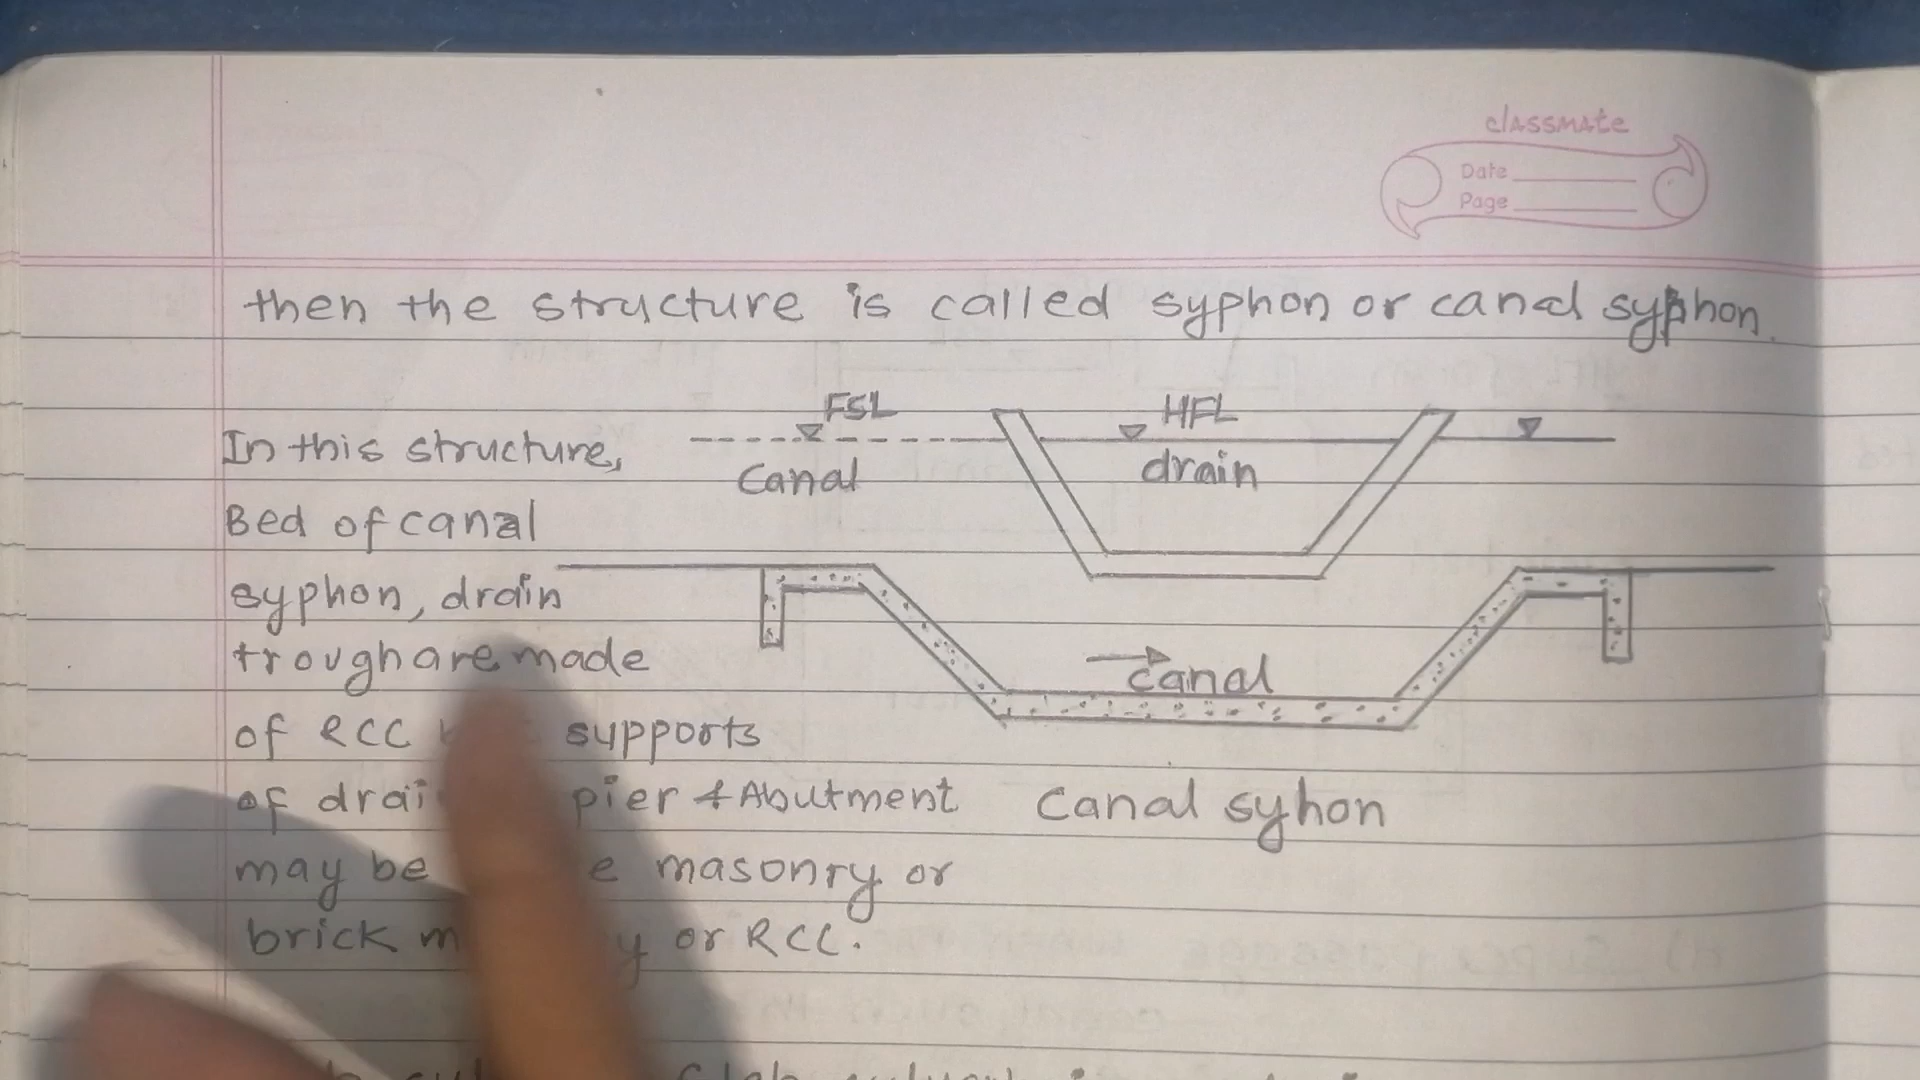 classmate
Date
Page
then the structure is called syphon or canal syphon.
FSL
HFL
In this structure,
Canal
drain
Bed of canal
syphon, drain
trough are made
canal
of RCC supports
of pier & Abutment
Canal syhon
may be masonry or
brick or RCC.